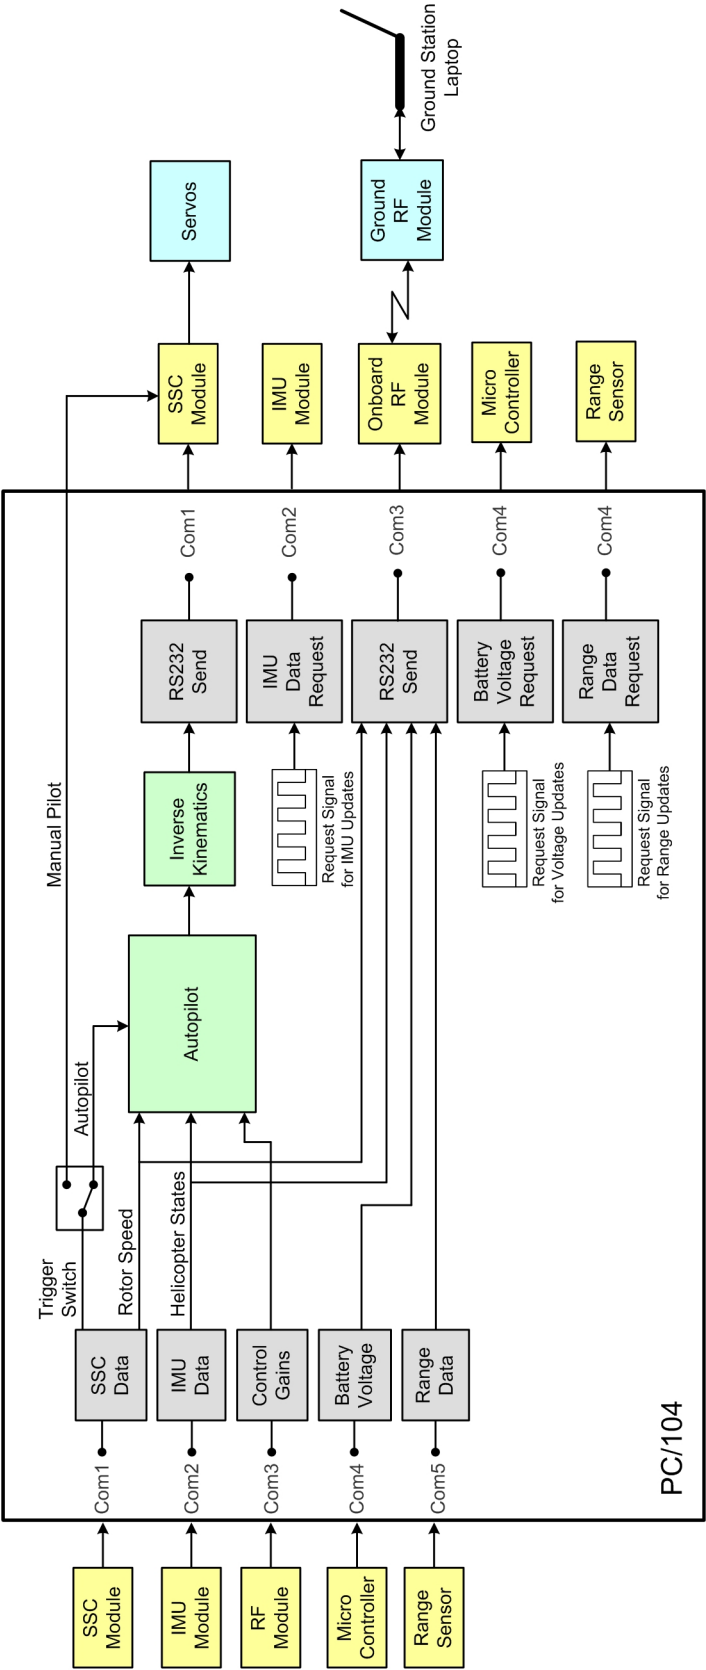 SSC
Module
IMU
Module
RF
Module
Micro
Controller
Range
Sensor
Com1
Com2
Com3
Com4
Com5
SSC
Data
IMU
Data
Control
Gains
Battery
Voltage
Range
Data
Trigger
Switch
Rotor Speed
Helicopter States
Manual Pilot
Autopilot
Autopilot
Inverse
Kinematics
Request Signal
for IMU Updates
Request Signal
for Voltage Updates
Request Signal
for Range Updates
RS232
Send
IMU
Data
Request
RS232
Send
Battery
Voltage
Request
Range
Data
Request
Com1
Com2
Com3
Com4
Com4
PC/104
SSC
Module
IMU
Module
Onboard
RF
Module
Micro
Controller
Range
Sensor
Servos
Ground
RF
Module
Ground Station
Laptop